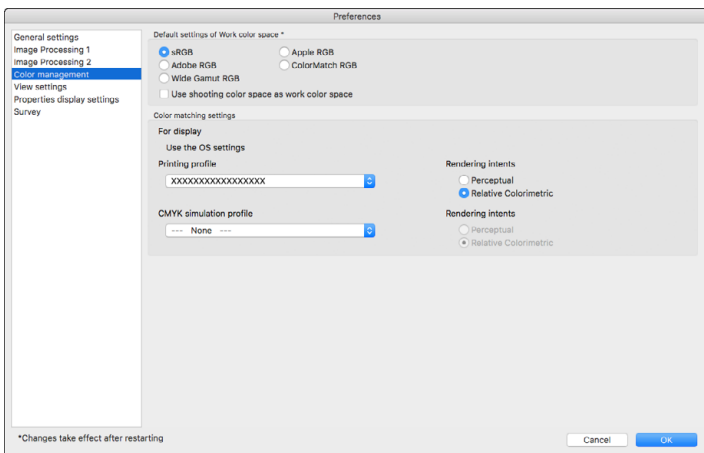 Preferences
General settings
Image Processing 1
Image Processing 2
Color management
View settings
Properties display settings
Survey
Default settings of Work color space *
sRGB
Apple RGB
Adobe RGB
ColorMatch RGB
Wide Gamut RGB
Use shooting color space as work color space
Color matching settings
For display
Use the OS settings
Printing profile
XXXXXXXXXXXXXXXXX
Rendering intents
Perceptual
Relative Colorimetric
CMYK simulation profile
--- None ---
Rendering intents
Perceptual
Relative Colorimetric
*Changes take effect after restarting
Cancel
OK